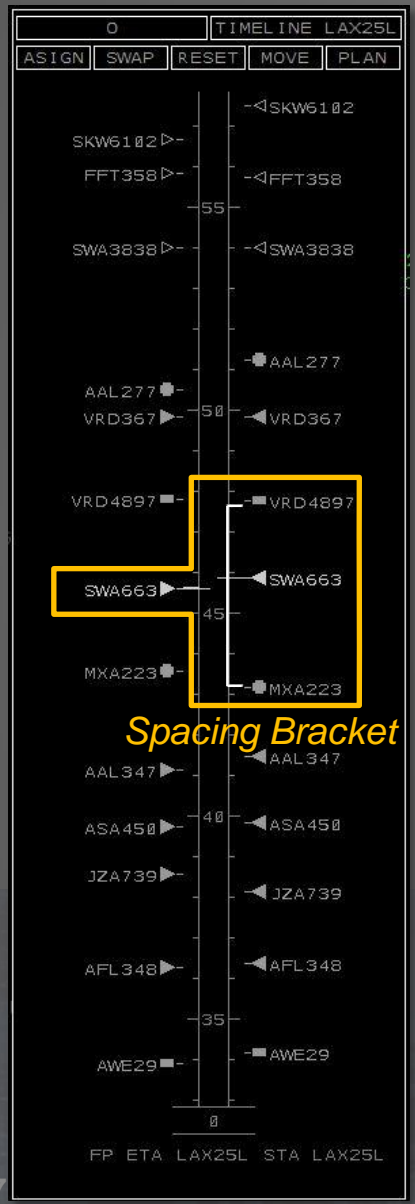 0 TIMELINE LAX25L
ASIGN SWAP RESET MOVE PLAN
SKW6102
SKW6102
FFT358 FFT358
55
SWA3838 SWA3838
AAL277
AAL277
VRD367 50 VRD367
VRD4897 VRD4897
SWA663 SWA663
45
MXA223 MXA223
Spacing Bracket
AAL347 AAL347
ASA450 40 ASA450
JZA739 JZA739
AFL348 AFL348
35
AWE29 AWE29
0
FP ETA LAX25L STA LAX25L